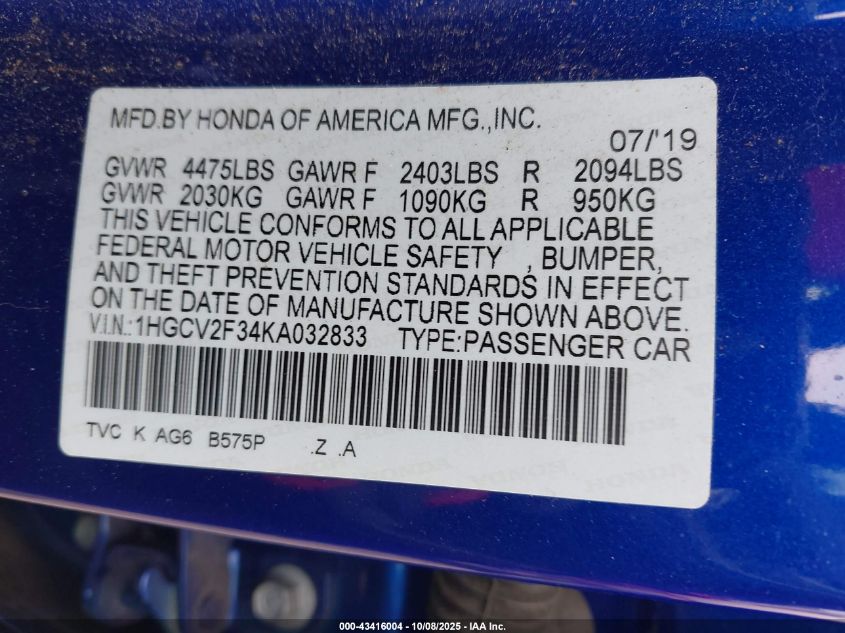 MFD.BY HONDA OF AMERICA MFG.,INC.
07/'19
GVWR 4475LBS GAWR F 2403LBS R 2094LBS
GVWR 2030KG GAWR F 1090KG R 950KG
THIS VEHICLE CONFORMS TO ALL APPLICABLE
FEDERAL MOTOR VEHICLE SAFETY , BUMPER,
AND THEFT PREVENTION STANDARDS IN EFFECT
ON THE DATE OF MANUFACTURE SHOWN ABOVE.
V.I.N.:1HGCV2F34KA032833 TYPE:PASSENGER CAR
TVC K AG6 B575P .Z .A
000-43416004 - 10/08/2025 - IAA Inc.